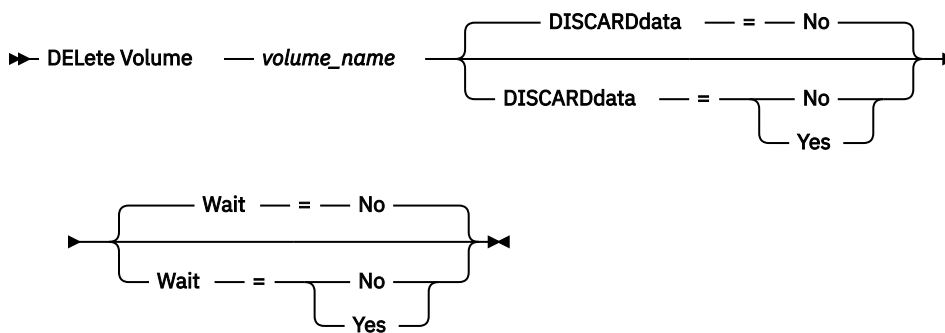 DISCARDdata = No
DELete Volume volume_name
DISCARDdata = No
Yes
Wait = No
Wait = No
Yes